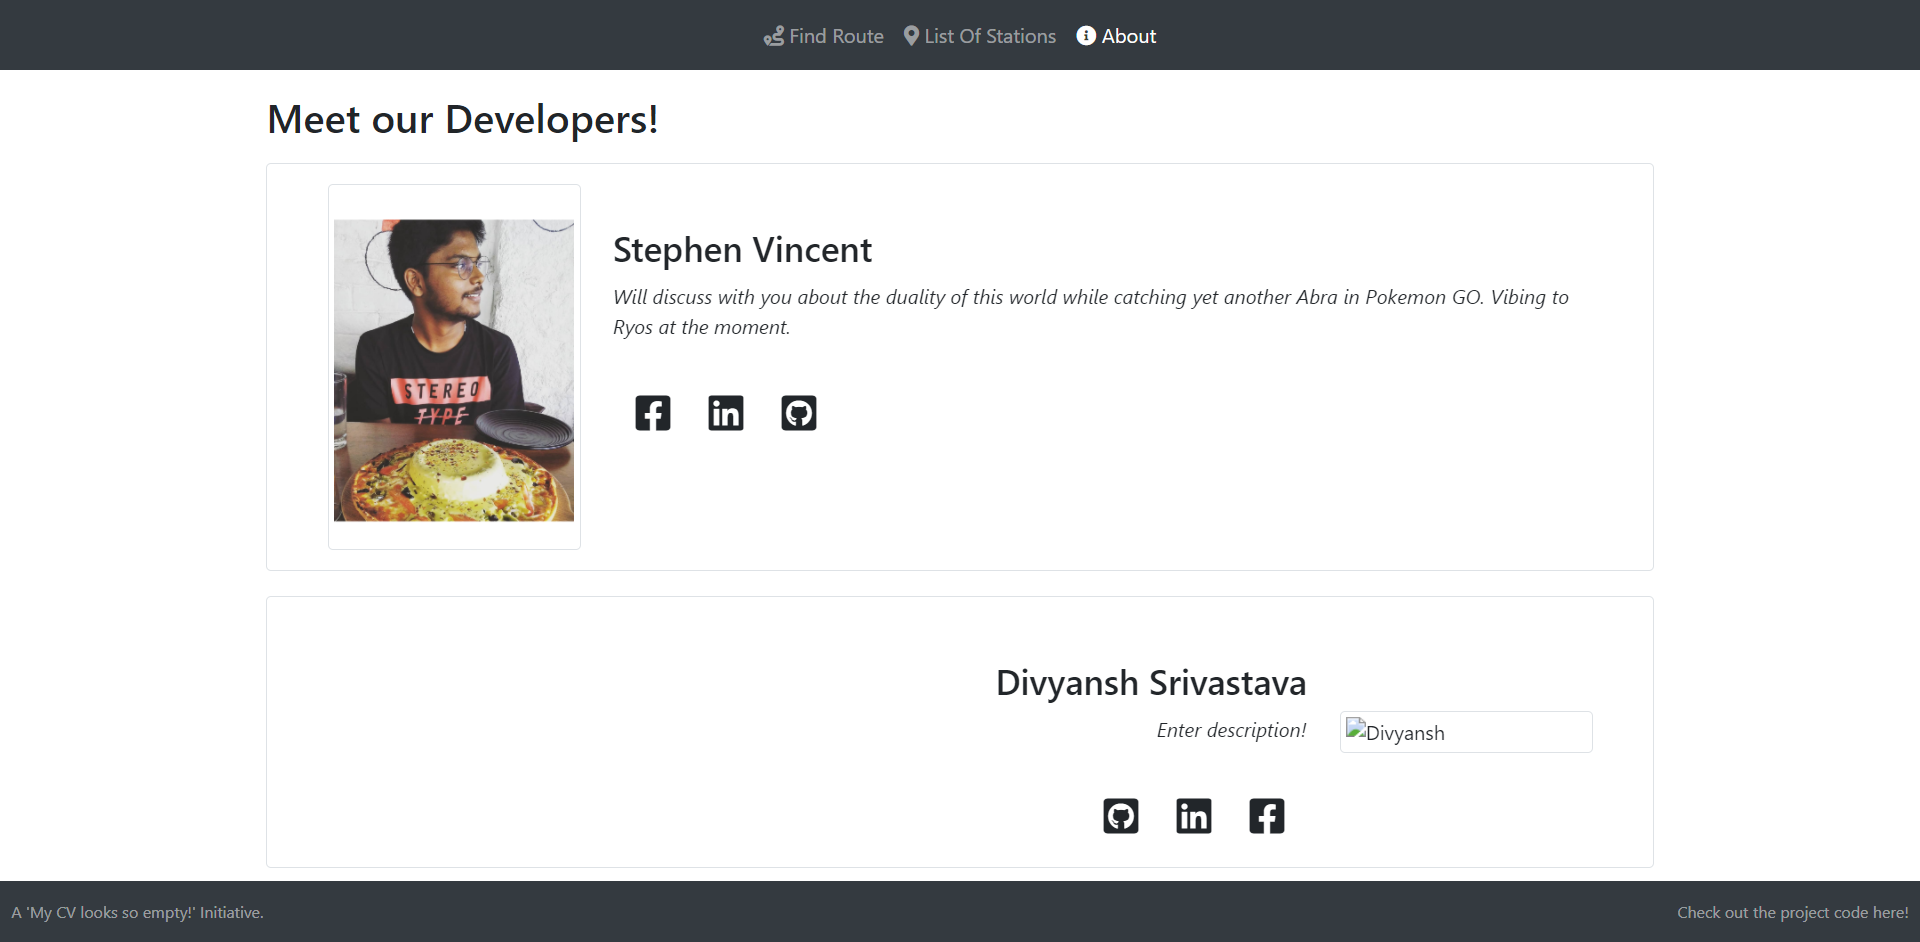 Find Route List Of Stations About
Meet our Developers!
STEREO
TYPE
Stephen Vincent
Will discuss with you about the duality of this world while catching yet another Abra in Pokemon GO. Vibing to
Ryos at the moment.
Divyansh Srivastava
Enter description!
Divyansh
A 'My CV looks so empty!' Initiative.
Check out the project code here!